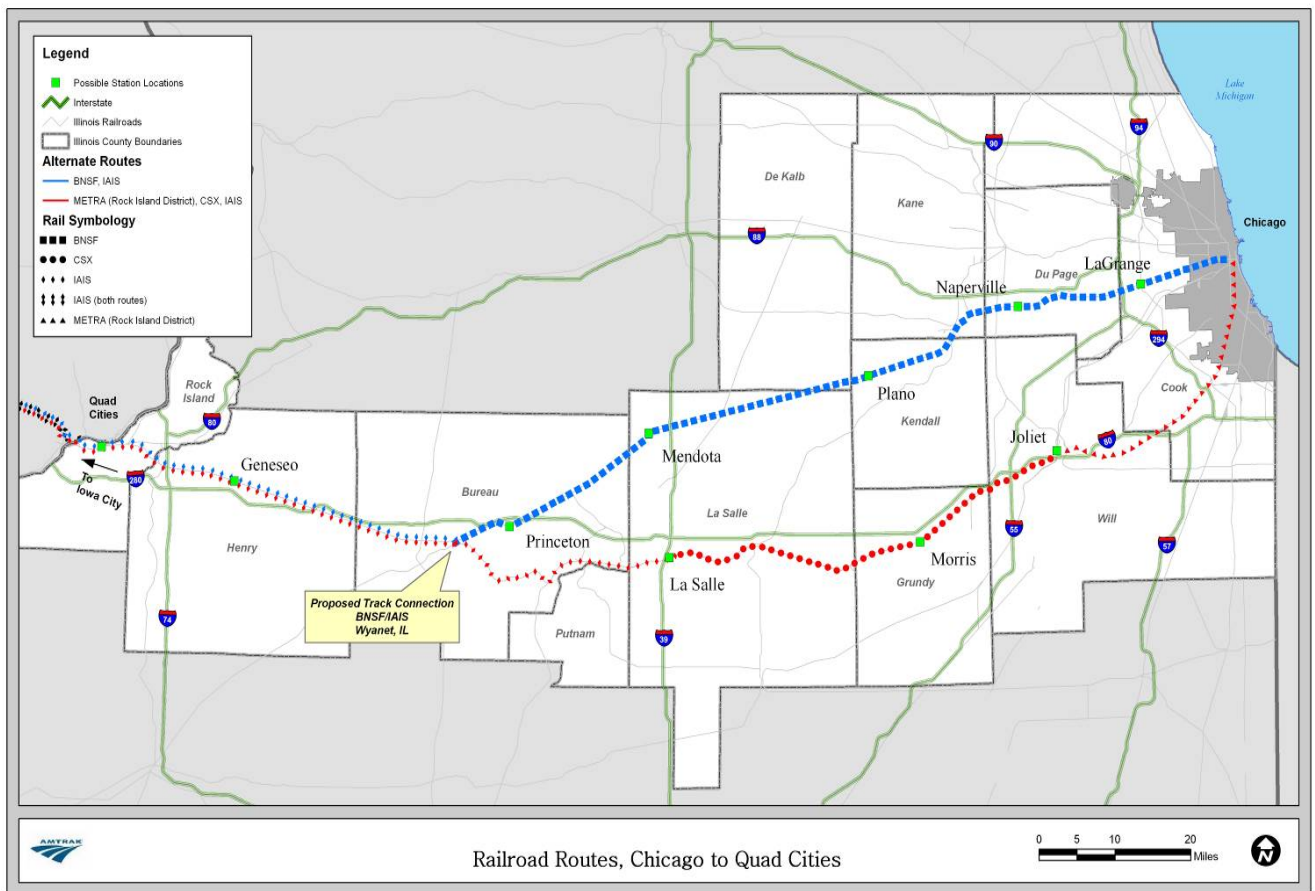 Legend
Possible Station Locations
Interstate
Illinois Railroads
Illinois County Boundaries
Alternate Routes
BNSF, IAIS
METRA (Rock Island District), CSX, IAIS
Rail Symbology
BNSF
CSX
IAIS
IAIS (both routes)
METRA (Rock Island District)
Lake
Michigan
94
90
De Kalb
Kane
Chicago
88
LaGrange
Du Page
Naperville
294
Rock
Island
Quad
Cities
Plano
Cook
80
Kendall
Joliet
80
Mendota
Geneseo
To
Iowa City
280
Bureau
La Salle
Princeton
55
Will
57
Henry
Morris
La Salle
Grundy
Proposed Track Connection
BNSF/IAIS
Wyanet, IL
74
Putnam
39
AMTRAK
Railroad Routes, Chicago to Quad Cities
0 5 10 20
Miles
N